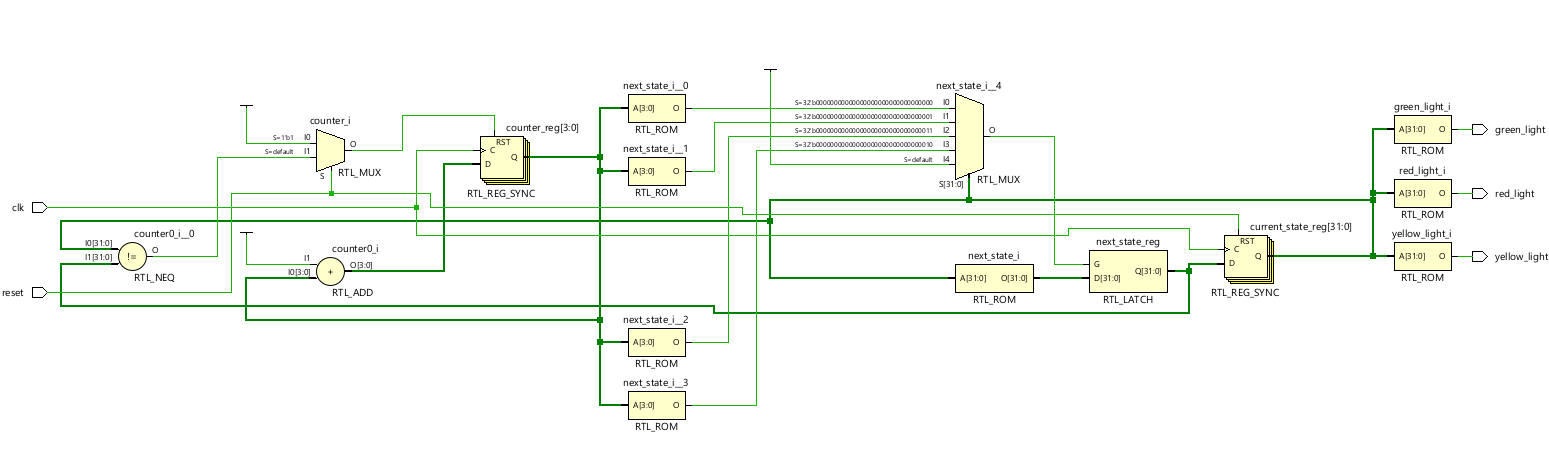 next_state_i__0
A[3:0] O
RTL_ROM
next_state_i__1
A[3:0] O
RTL_ROM
counter_i
S=1'b1 I0
S=default I1
O
S
RTL_MUX
counter_reg[3:0]
RST
C
D
Q
RTL_REG_SYNC
next_state_i__4
S=32'b00000000000000000000000000000000 I0
S=32'b00000000000000000000000000000001 I1
S=32'b00000000000000000000000000000011 I2
S=32'b00000000000000000000000000000010 I3
S=default I4
O
S[31:0]
RTL_MUX
green_light_i
A[31:0] O
RTL_ROM
green_light
red_light_i
A[31:0] O
RTL_ROM
red_light
yellow_light_i
A[31:0] O
RTL_ROM
yellow_light
clk
reset
counter0_i__0
I0[31:0]
I1[31:0]
!=
O
RTL_NEQ
counter0_i
I1
I0[3:0]
+
O[3:0]
RTL_ADD
next_state_i
A[31:0] O[31:0]
RTL_ROM
next_state_reg
G
D[31:0]
Q[31:0]
RTL_LATCH
current_state_reg[31:0]
RST
C
D
Q
RTL_REG_SYNC
next_state_i__2
A[3:0] O
RTL_ROM
next_state_i__3
A[3:0] O
RTL_ROM